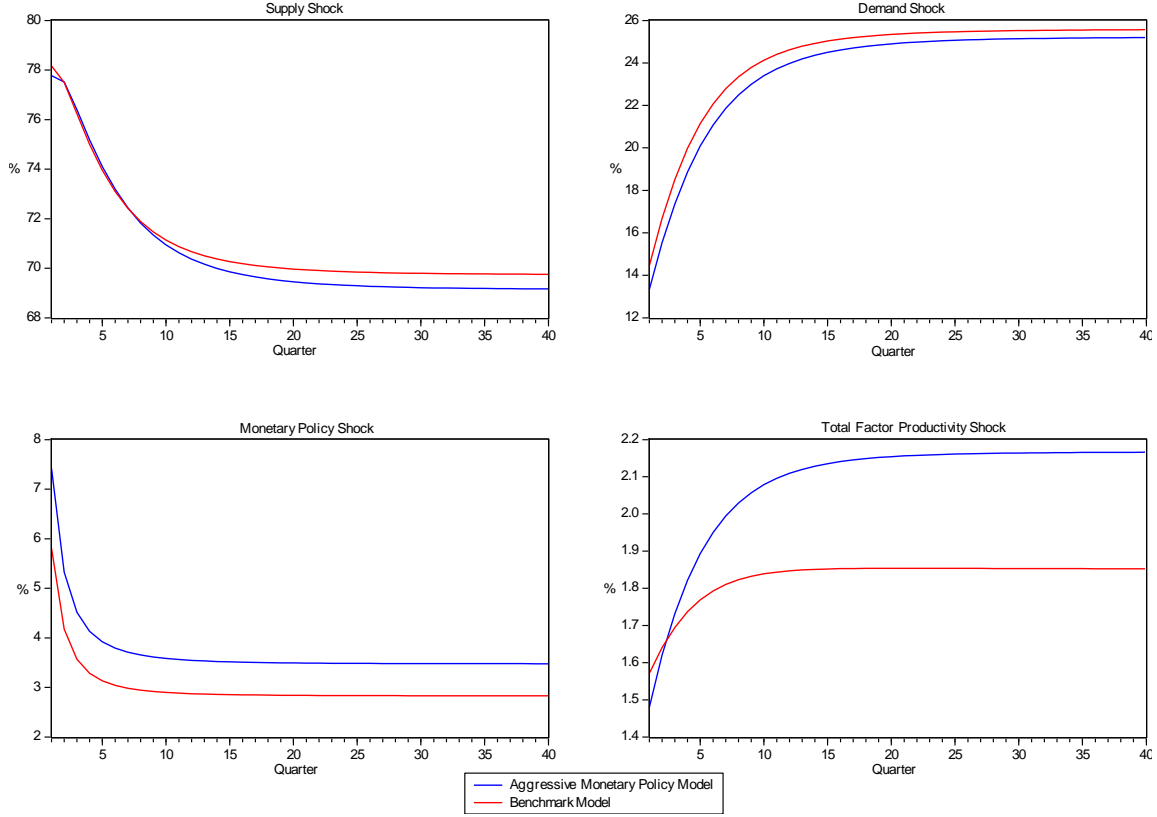 Supply Shock
80
78
76
74
72
70
68
%
5 10 15 20 25 30 35 40
Quarter
Demand Shock
26
24
22
20
18
16
14
12
%
5 10 15 20 25 30 35 40
Quarter
Monetary Policy Shock
8
7
6
5
4
3
2
%
5 10 15 20 25 30 35 40
Quarter
Total Factor Productivity Shock
2.2
2.1
2.0
1.9
1.8
1.7
1.6
1.5
1.4
%
5 10 15 20 25 30 35 40
Quarter
Aggressive Monetary Policy Model
Benchmark Model